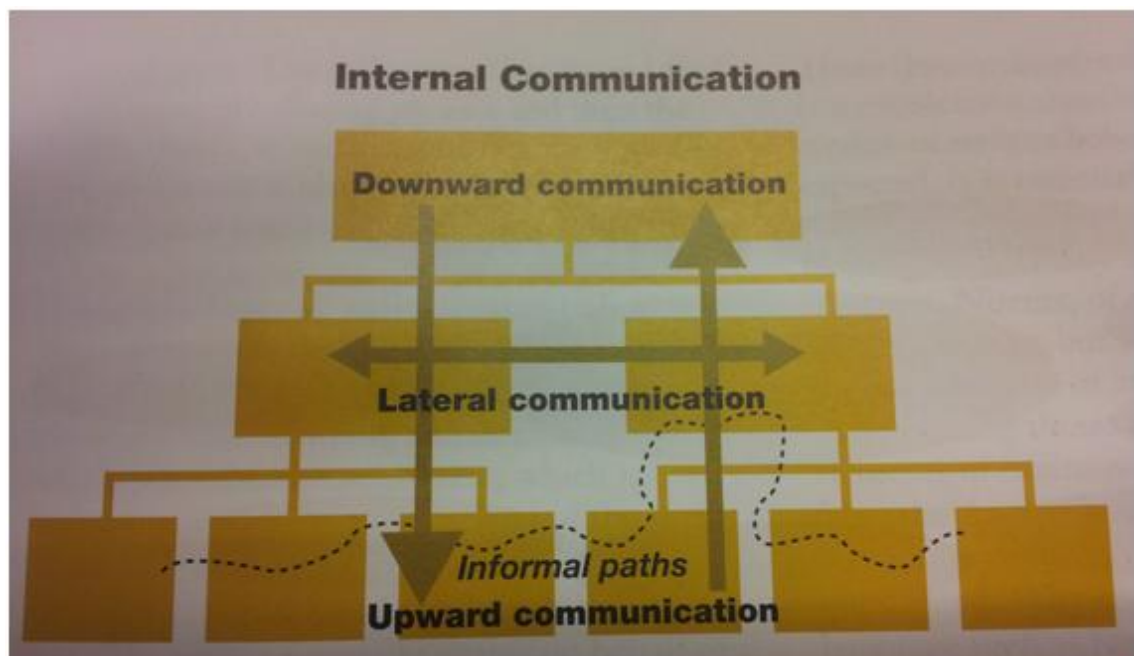 Internal Communication
Downward communication
Lateral communication
Informal paths
Upward communication